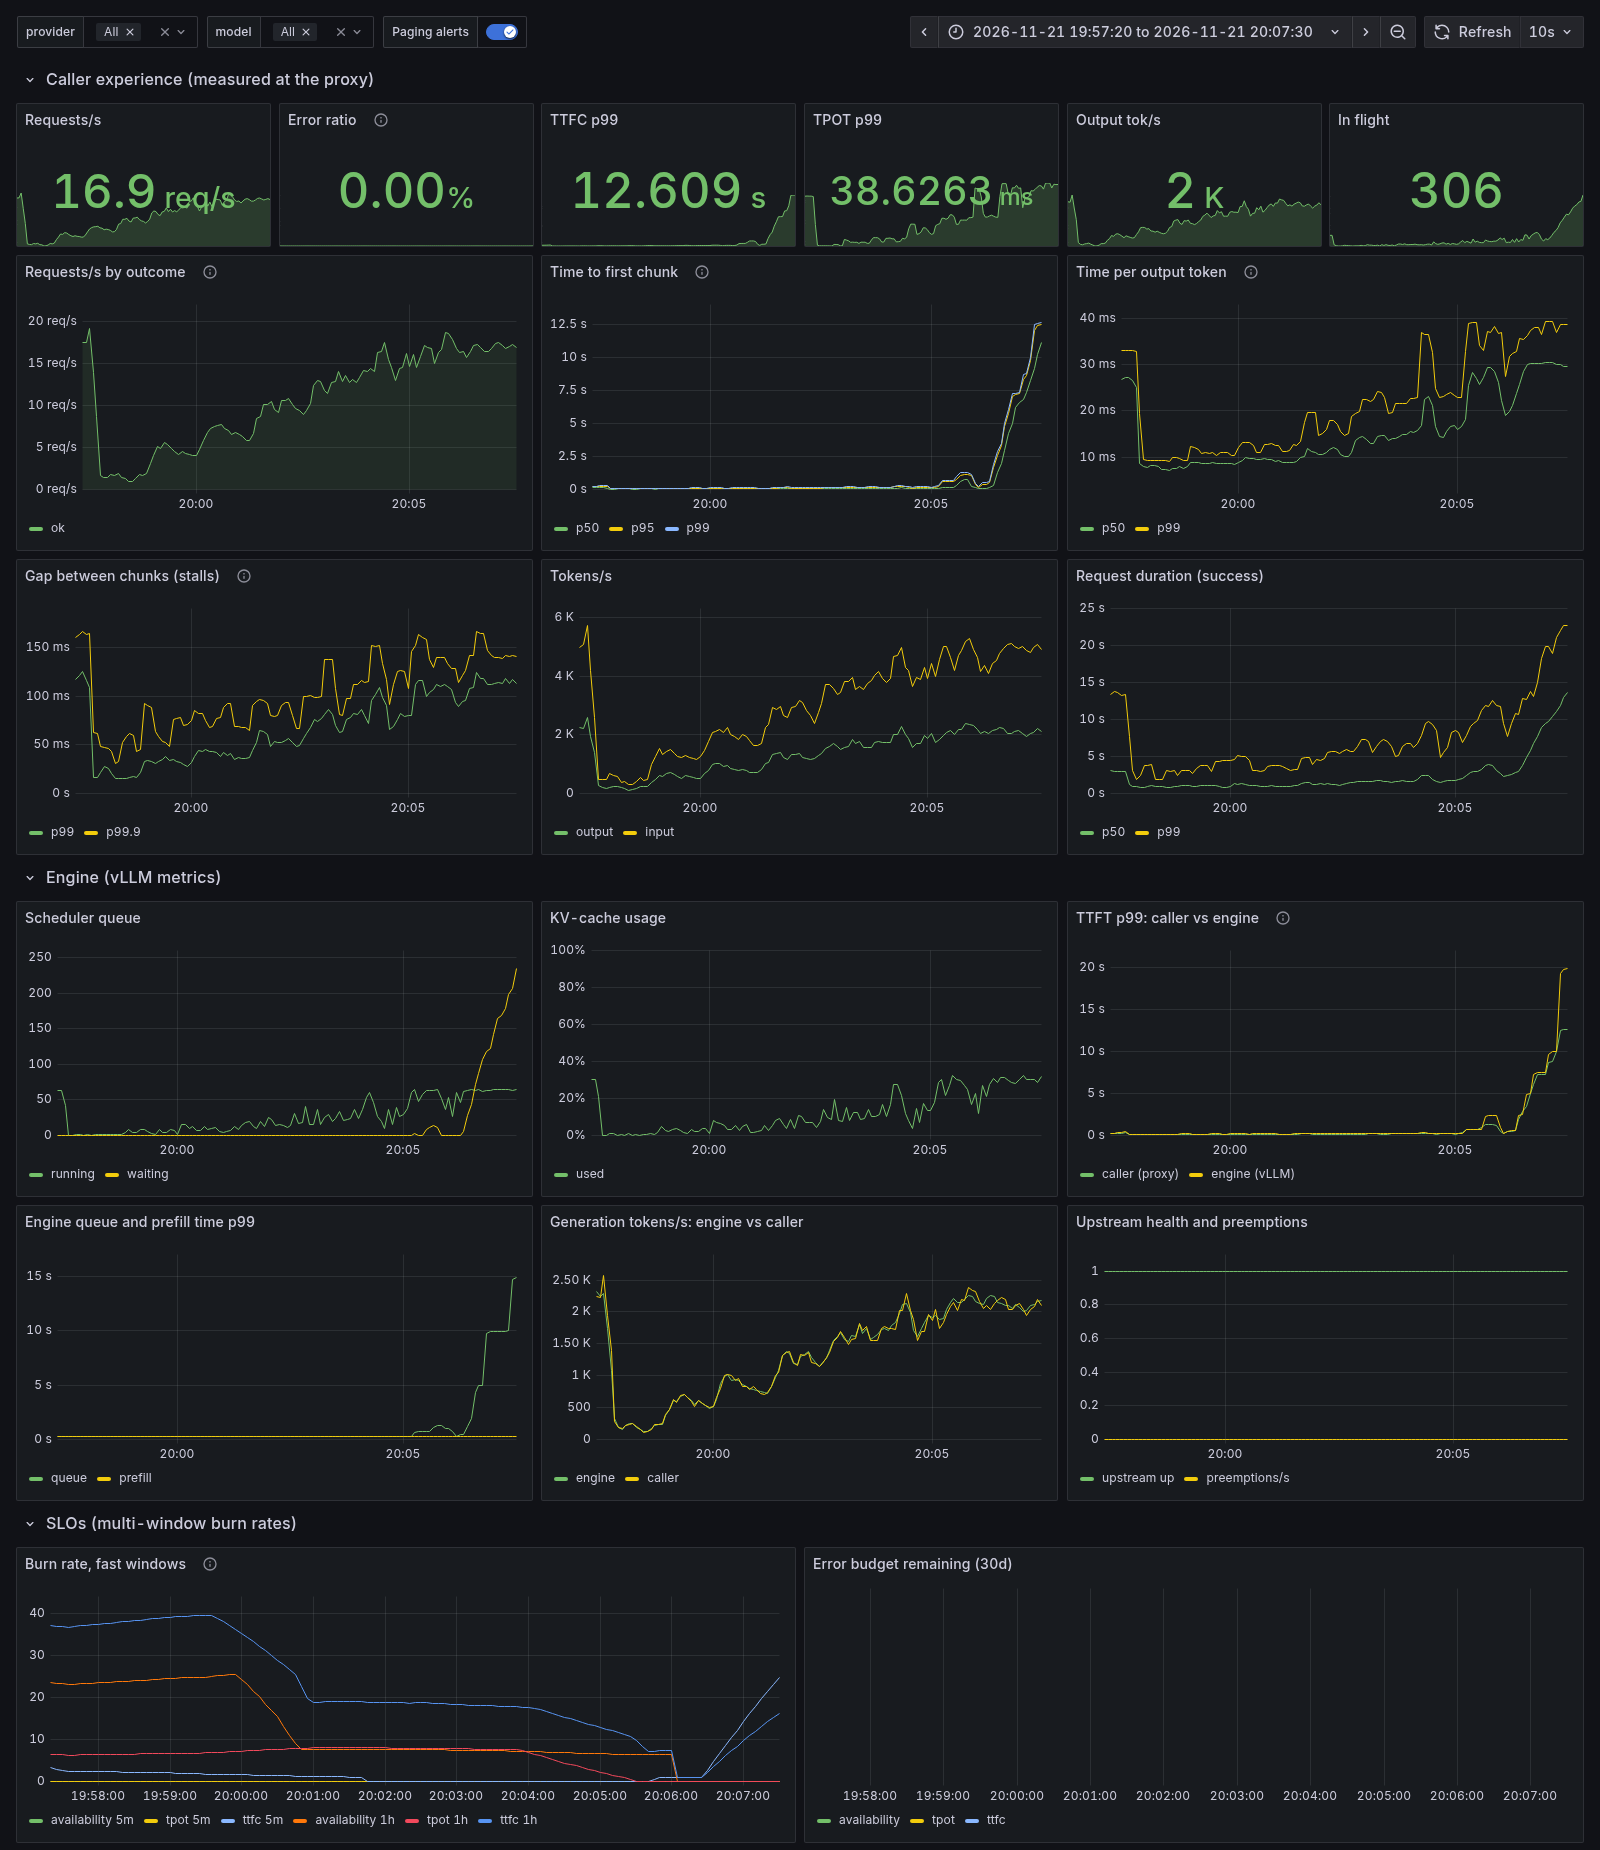 provider All model All Paging alerts 2026-11-21 19:57:20 to 2026-11-21 20:07:30 Refresh 10s
Caller experience (measured at the proxy)
Requests/s
16.9 req/s
Error ratio
0.00%
TTFC p99
12.609 s
TPOT p99
38.6263 ms
Output tok/s
2 K
In flight
306
Requests/s by outcome
20 req/s
15 req/s
10 req/s
5 req/s
0 req/s
20:00 20:05
ok
Time to first chunk
12.5 s
10 s
7.5 s
5 s
2.5 s
0 s
20:00 20:05
p50 p95 p99
Time per output token
40 ms
30 ms
20 ms
10 ms
20:00 20:05
p50 p99
Gap between chunks (stalls)
150 ms
100 ms
50 ms
0 s
20:00 20:05
p99 p99.9
Tokens/s
6 K
4 K
2 K
0
20:00 20:05
output input
Request duration (success)
25 s
20 s
15 s
10 s
5 s
0 s
20:00 20:05
p50 p99
Engine (vLLM metrics)
Scheduler queue
250
200
150
100
50
0
20:00 20:05
running waiting
KV-cache usage
100%
80%
60%
40%
20%
0%
20:00 20:05
used
TTFT p99: caller vs engine
20 s
15 s
10 s
5 s
0 s
20:00 20:05
caller (proxy) engine (vLLM)
Engine queue and prefill time p99
15 s
10 s
5 s
0 s
20:00 20:05
queue prefill
Generation tokens/s: engine vs caller
2.50 K
2 K
1.50 K
1 K
500
0
20:00 20:05
engine caller
Upstream health and preemptions
1
0.8
0.6
0.4
0.2
0
20:00 20:05
upstream up preemptions/s
SLOs (multi-window burn rates)
Burn rate, fast windows
40
30
20
10
0
19:58:00 19:59:00 20:00:00 20:01:00 20:02:00 20:03:00 20:04:00 20:05:00 20:06:00 20:07:00
availability 5m tpot 5m ttfc 5m availability 1h tpot 1h ttfc 1h
Error budget remaining (30d)
19:58:00 19:59:00 20:00:00 20:01:00 20:02:00 20:03:00 20:04:00 20:05:00 20:06:00 20:07:00
availability tpot ttfc